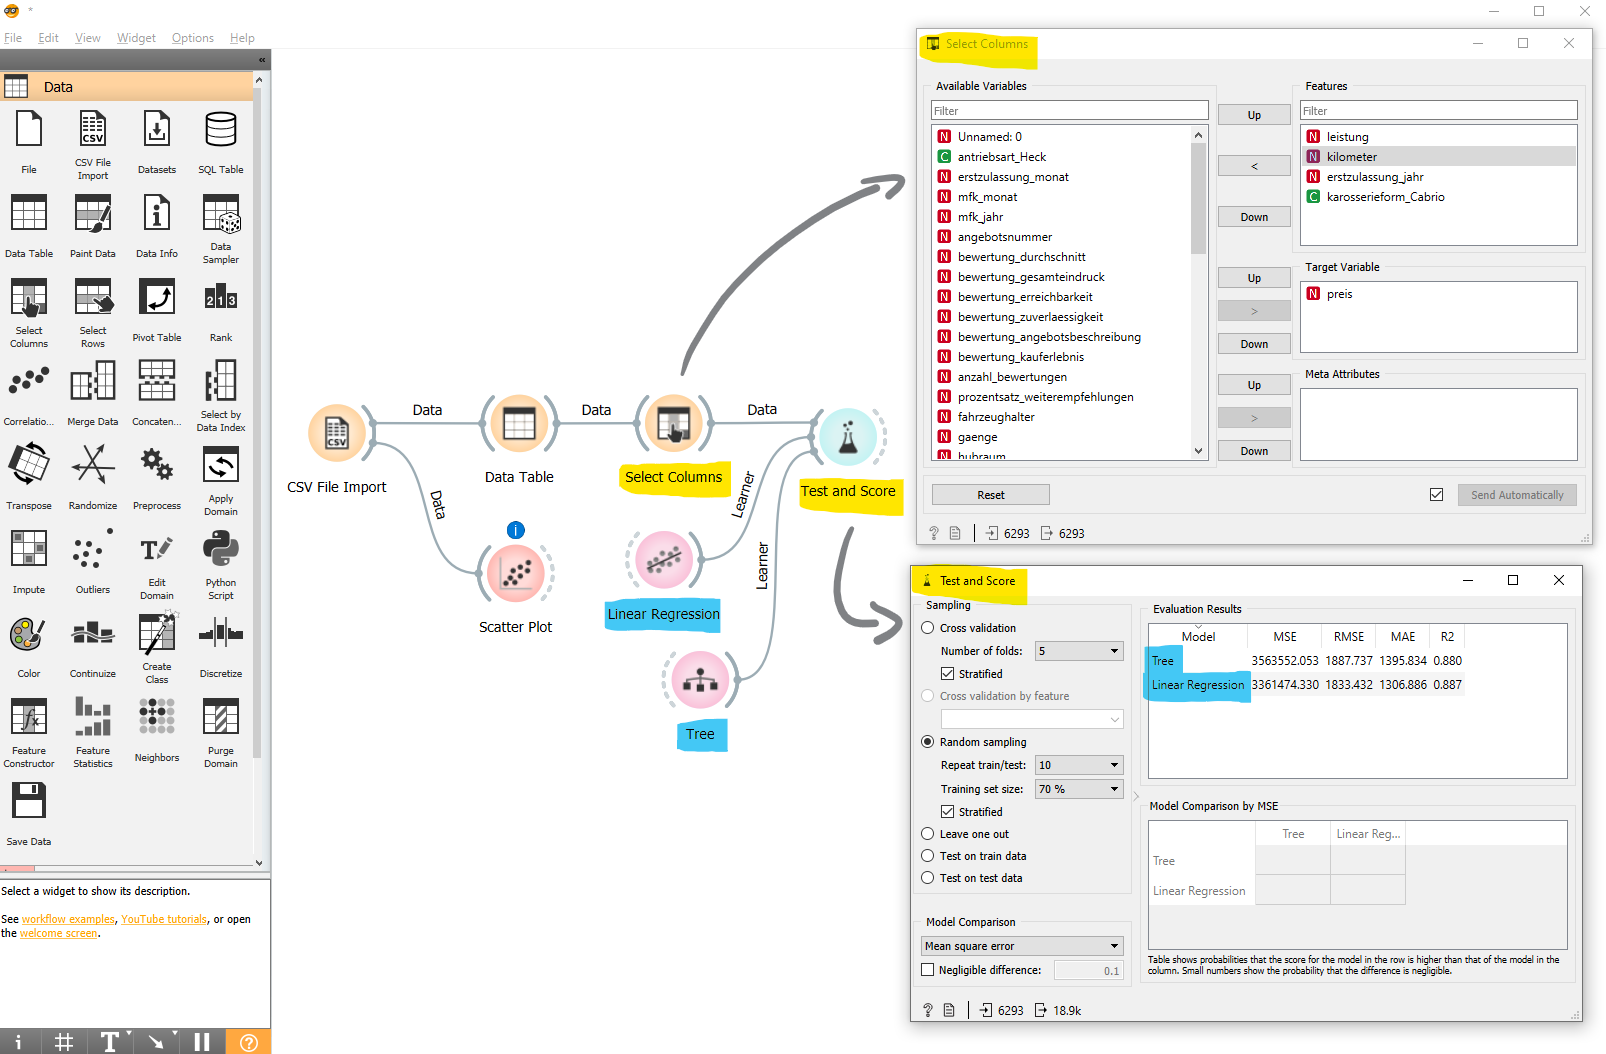 *
File Edit View Widget Options Help
«
Data
File
CSV File
Import
Datasets
SQL Table
Data Table
Paint Data
Data Info
Data
Sampler
Select
Columns
Select
Rows
Pivot Table
Rank
Correlatio...
Merge Data
Concaten...
Select by
Data Index
Transpose
Randomize
Preprocess
Apply
Domain
Impute
Outliers
Edit
Domain
Python
Script
Color
Continuize
Create
Class
Discretize
Feature
Constructor
Feature
Statistics
Neighbors
Purge
Domain
Save Data
Select a widget to show its description.
See workflow examples, YouTube tutorials, or open
the welcome screen.
CSV File Import
Data
Data Table
Data
Select Columns
Data
Test and Score
Data
Scatter Plot
Learner
Linear Regression
Learner
Tree
Select Columns
Available Variables
Filter
N Unnamed: 0
C antriebsart_Heck
N erstzulassung_monat
N mfk_monat
N mfk_jahr
N angebotsnummer
N bewertung_durchschnitt
N bewertung_gesamteindruck
N bewertung_erreichbarkeit
N bewertung_zuverlaessigkeit
N bewertung_angebotsbeschreibung
N bewertung_kauferlebnis
N anzahl_bewertungen
N prozentsatz_weiterempfehlungen
N fahrzeughalter
N gaenge
N hubraum
Up
<
Down
Up
>
Down
Up
>
Down
Features
Filter
N leistung
N kilometer
N erstzulassung_jahr
C karosserieform_Cabrio
Target Variable
N preis
Meta Attributes
Reset
Send Automatically
? 6293 6293
Test and Score
Sampling
Cross validation
Number of folds: 5
Stratified
Cross validation by feature
Random sampling
Repeat train/test: 10
Training set size: 70 %
Stratified
Leave one out
Test on train data
Test on test data
Model Comparison
Mean square error
Negligible difference: 0.1
Evaluation Results
Model MSE RMSE MAE R2
Tree 3563552.053 1887.737 1395.834 0.880
Linear Regression 3361474.330 1833.432 1306.886 0.887
Model Comparison by MSE
Tree Linear Reg...
Tree
Linear Regression
Table shows probabilities that the score for the model in the row is higher than that of the model in the
column. Small numbers show the probability that the difference is negligible.
? 6293 18.9k